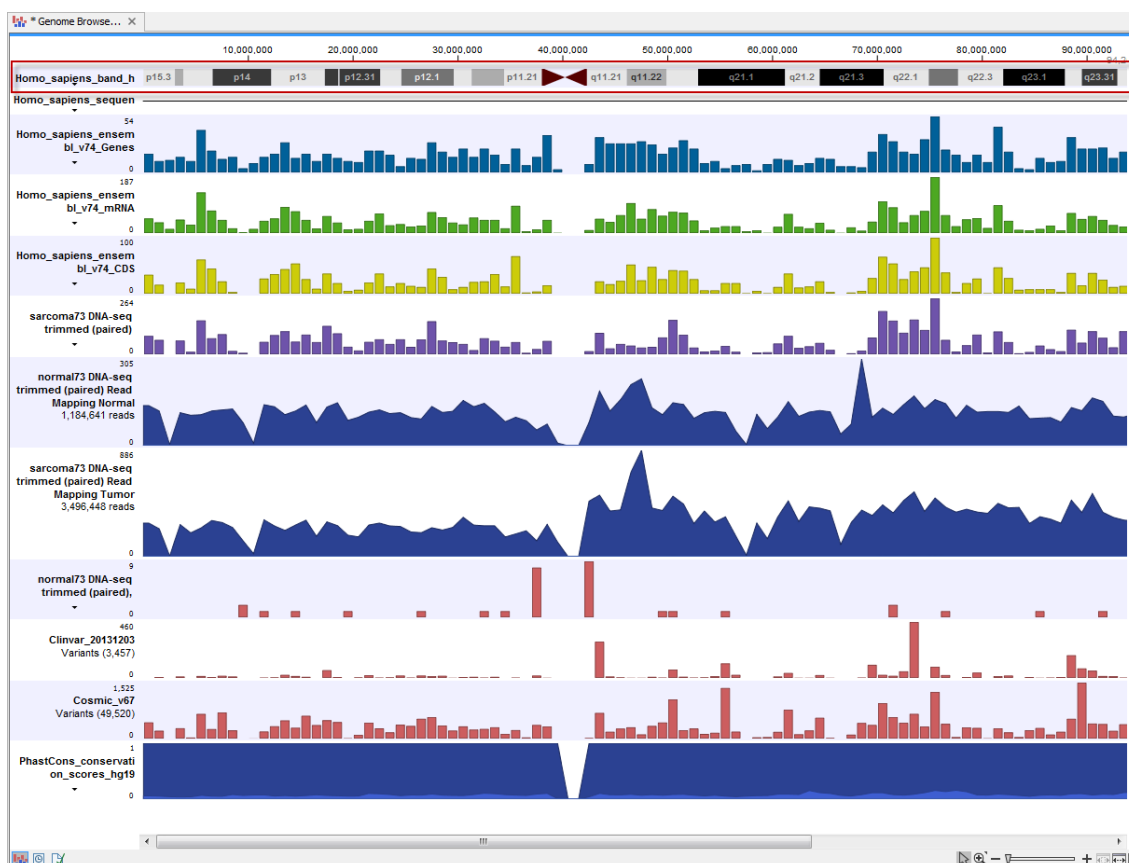 * Genome Browse... ×
10,000,000 20,000,000 30,000,000 40,000,000 50,000,000 60,000,000 70,000,000 80,000,000 90,000,000
Homo_sapiens_band_h p15.3 p14 p13 p12.31 p12.1 p11.21 q11.21 q11.22 q21.1 q21.2 q21.3 q22.1 q22.3 q23.1 q23.31
Homo_sapiens_sequen
54
Homo_sapiens_ensem
bl_v74_Genes
0
187
Homo_sapiens_ensem
bl_v74_mRNA
0
100
Homo_sapiens_ensem
bl_v74_CDS
0
264
sarcoma73 DNA-seq
trimmed (paired)
0
305
normal73 DNA-seq
trimmed (paired) Read
Mapping Normal
1,184,641 reads
0
886
sarcoma73 DNA-seq
trimmed (paired) Read
Mapping Tumor
3,496,448 reads
0
9
normal73 DNA-seq
trimmed (paired),
0
460
Clinvar_20131203
Variants (3,457)
0
1,525
Cosmic_v67
Variants (49,520)
0
1
PhastCons_conservati
on_scores_hg19
0